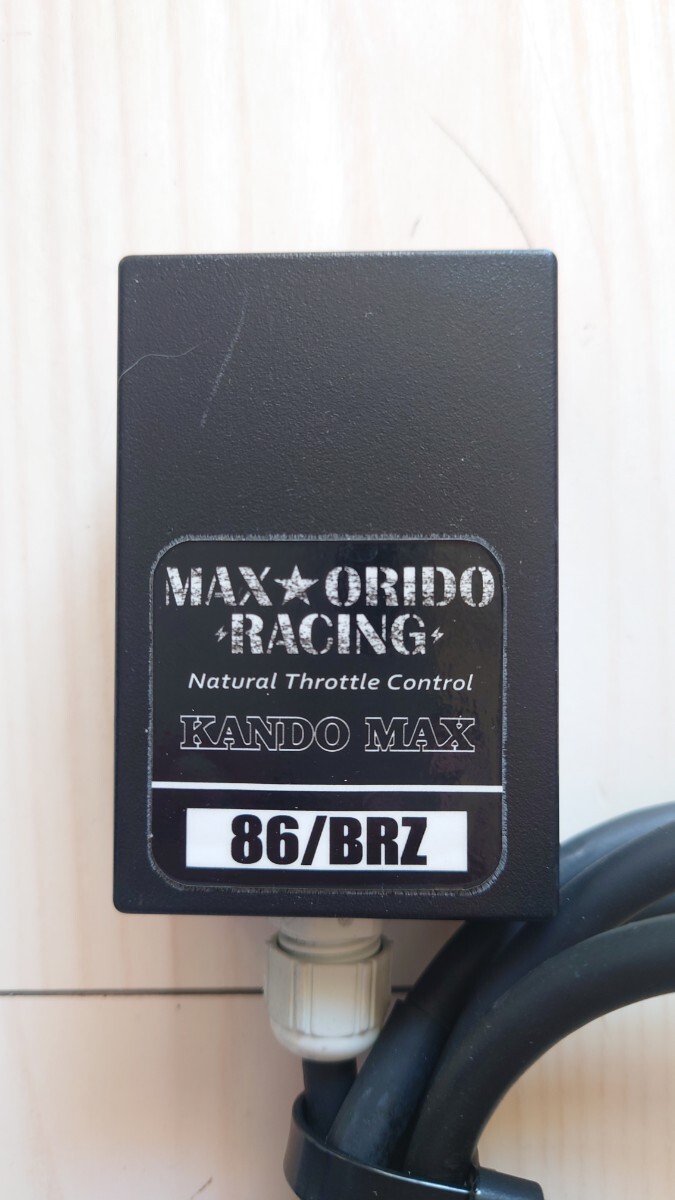 MAX★ORIDO
RACING
Natural Throttle Control
KANDO MAX
86/BRZ